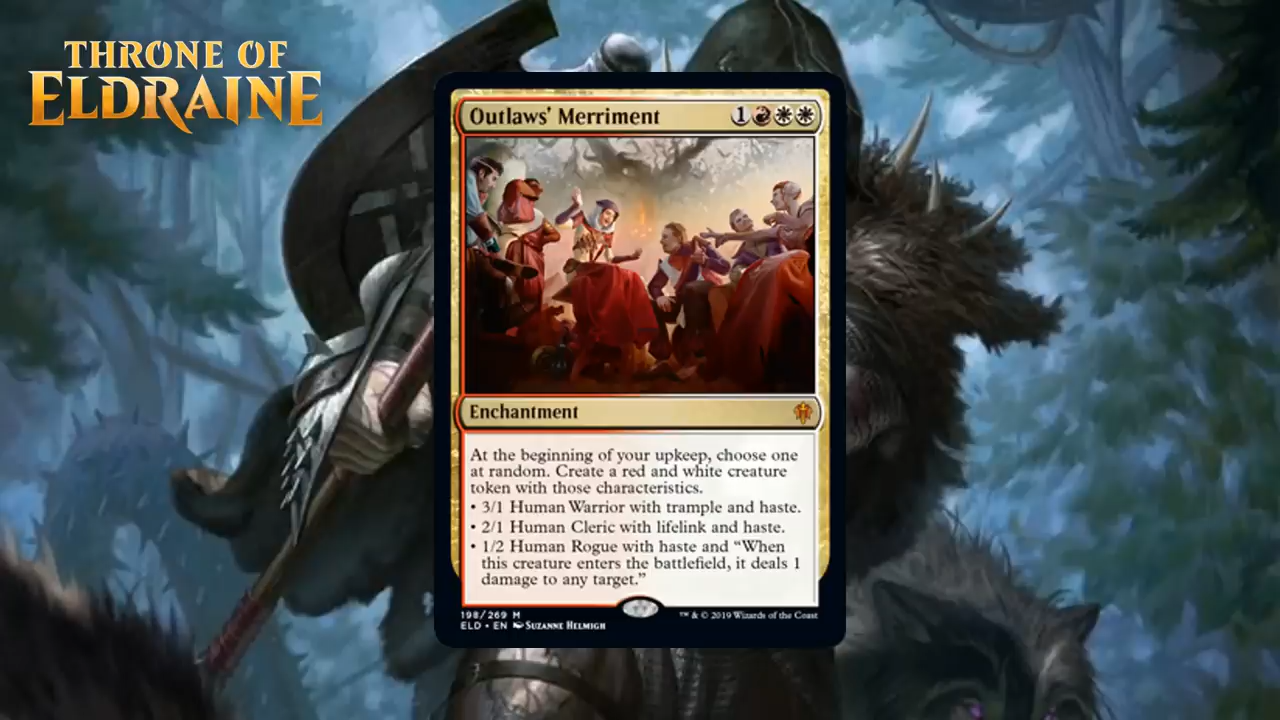 THRONE OF
ELDRAINE
Outlaws' Merriment 1
Enchantment
At the beginning of your upkeep, choose one
at random. Create a red and white creature
token with those characteristics.
• 3/1 Human Warrior with trample and haste.
• 2/1 Human Cleric with lifelink and haste.
• 1/2 Human Rogue with haste and “When
this creature enters the battlefield, it deals 1
damage to any target.”
198/269 M
ELD • EN SUZANNE HELMIGH
™ & © 2019 Wizards of the Coast